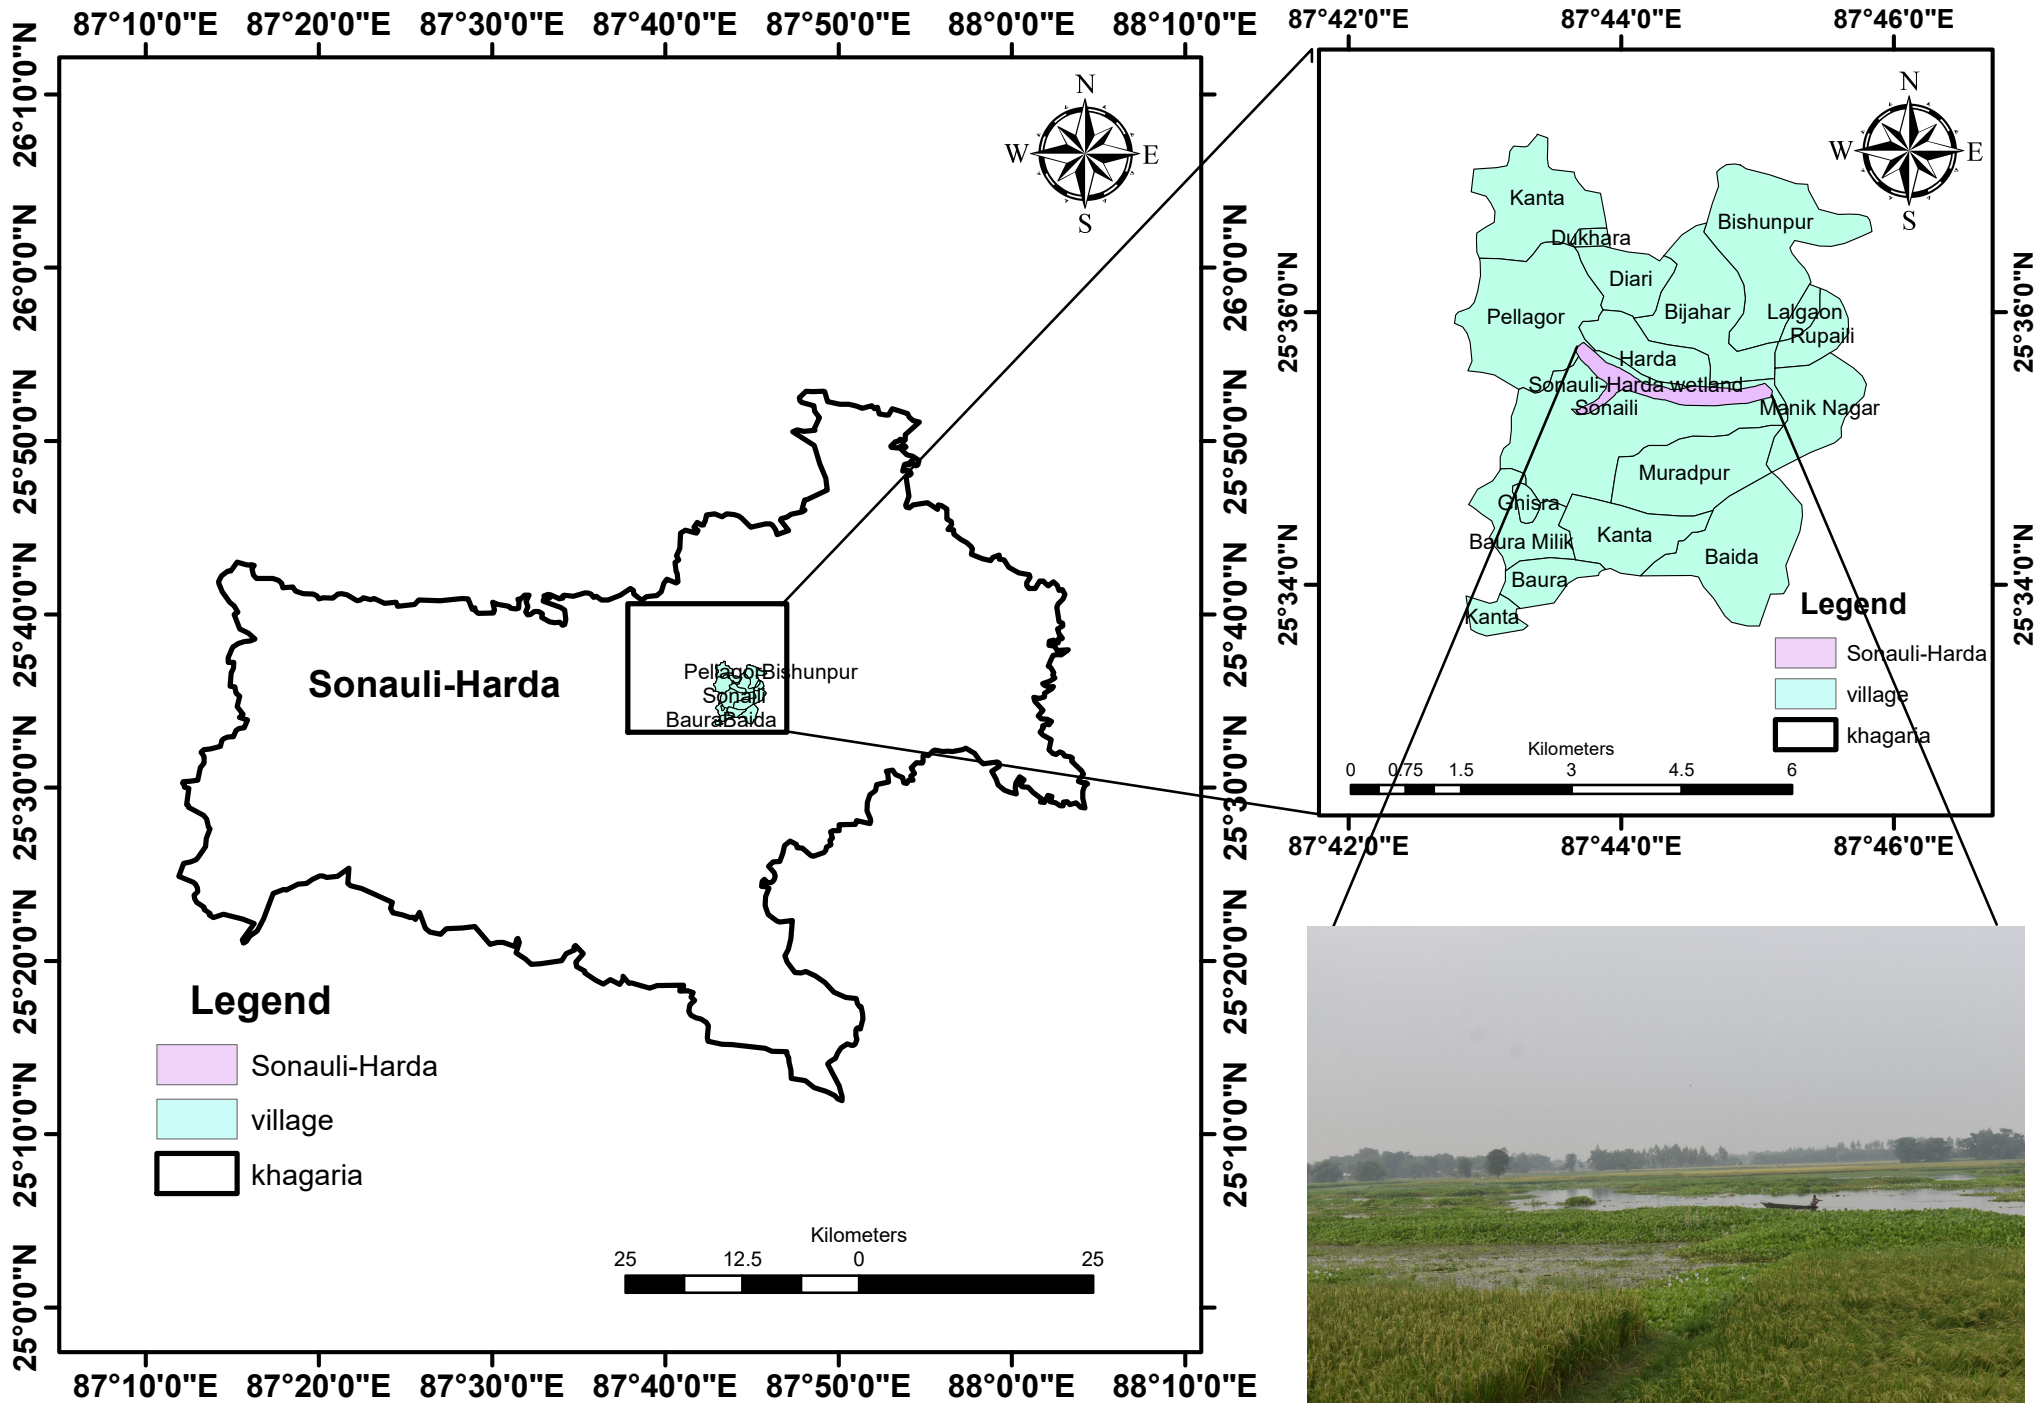 87°10'0"E 87°20'0"E 87°30'0"E 87°40'0"E 87°50'0"E 88°0'0"E 88°10'0"E
26°10'0"N
26°0'0"N
25°50'0"N
25°40'0"N
25°30'0"N
25°20'0"N
25°10'0"N
25°0'0"N
N
W E
S
Sonauli-Harda
Pellagor Bishunpur
Sonaili
Baura Baida
Legend
Sonauli-Harda
village
khagaria
Kilometers
25 12.5 0 25
26°0'0"N
25°50'0"N
25°40'0"N
25°30'0"N
25°20'0"N
25°10'0"N
87°10'0"E 87°20'0"E 87°30'0"E 87°40'0"E 87°50'0"E 88°0'0"E 88°10'0"E
87°42'0"E 87°44'0"E 87°46'0"E
25°36'0"N
25°34'0"N
N
W E
S
Kanta
Bishunpur
Dukhara
Diari
Pellagor
Bijahar
Lalgaon
Rupaili
Harda
Sonauli-Harda wetland
Sonaili
Manik Nagar
Muradpur
Ghisra
Kanta
Baura Milik
Baida
Baura
Kanta
Legend
Sonauli-Harda
village
khagaria
Kilometers
0 0.75 1.5 3 4.5 6
25°36'0"N
25°34'0"N
87°42'0"E 87°44'0"E 87°46'0"E